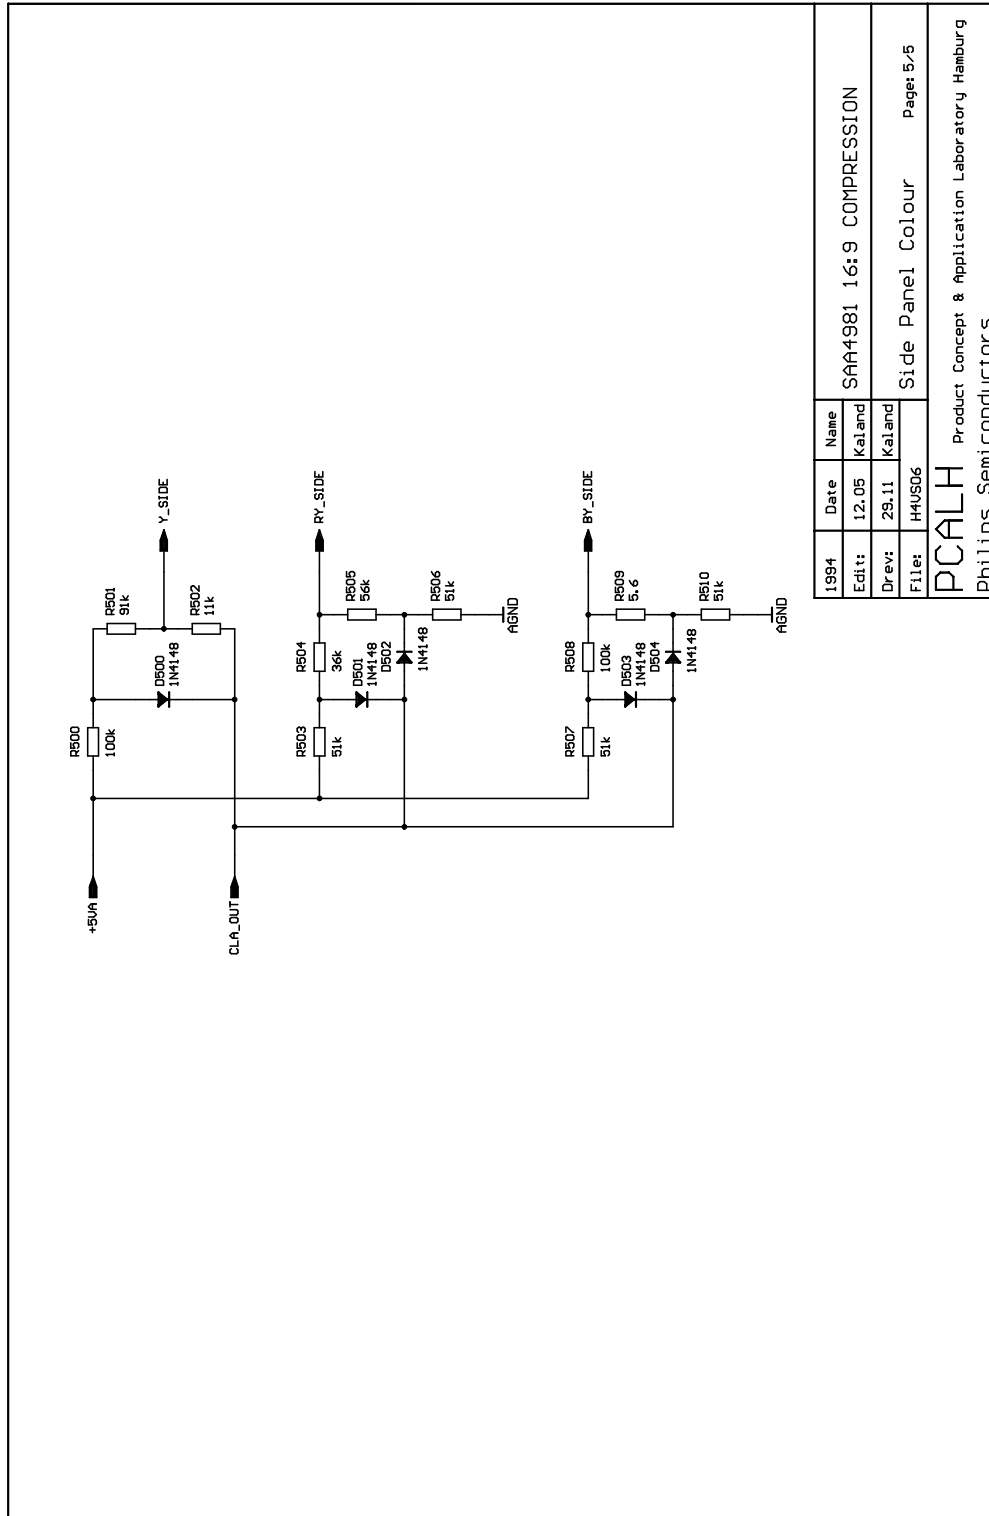 +5VA
CLA_OUT
R500
100k
D500
1N4148
R501
91k
R502
11k
Y_SIDE
R503
51k
R504
36k
D501
1N4148
D502
1N4148
R505
56k
R506
51k
AGND
RY_SIDE
R507
51k
R508
100k
D503
1N4148
D504
1N4148
R509
5.6
R510
51k
AGND
BY_SIDE
1994 Date Name
Edit: 12.05 Kaland
Drev: 29.11 Kaland
File: H4VS06
SAA4981 16:9 COMPRESSION
Side Panel Colour Page: 5/5
PCALH Product Concept & Application Laboratory Hamburg
Philips Semiconductors